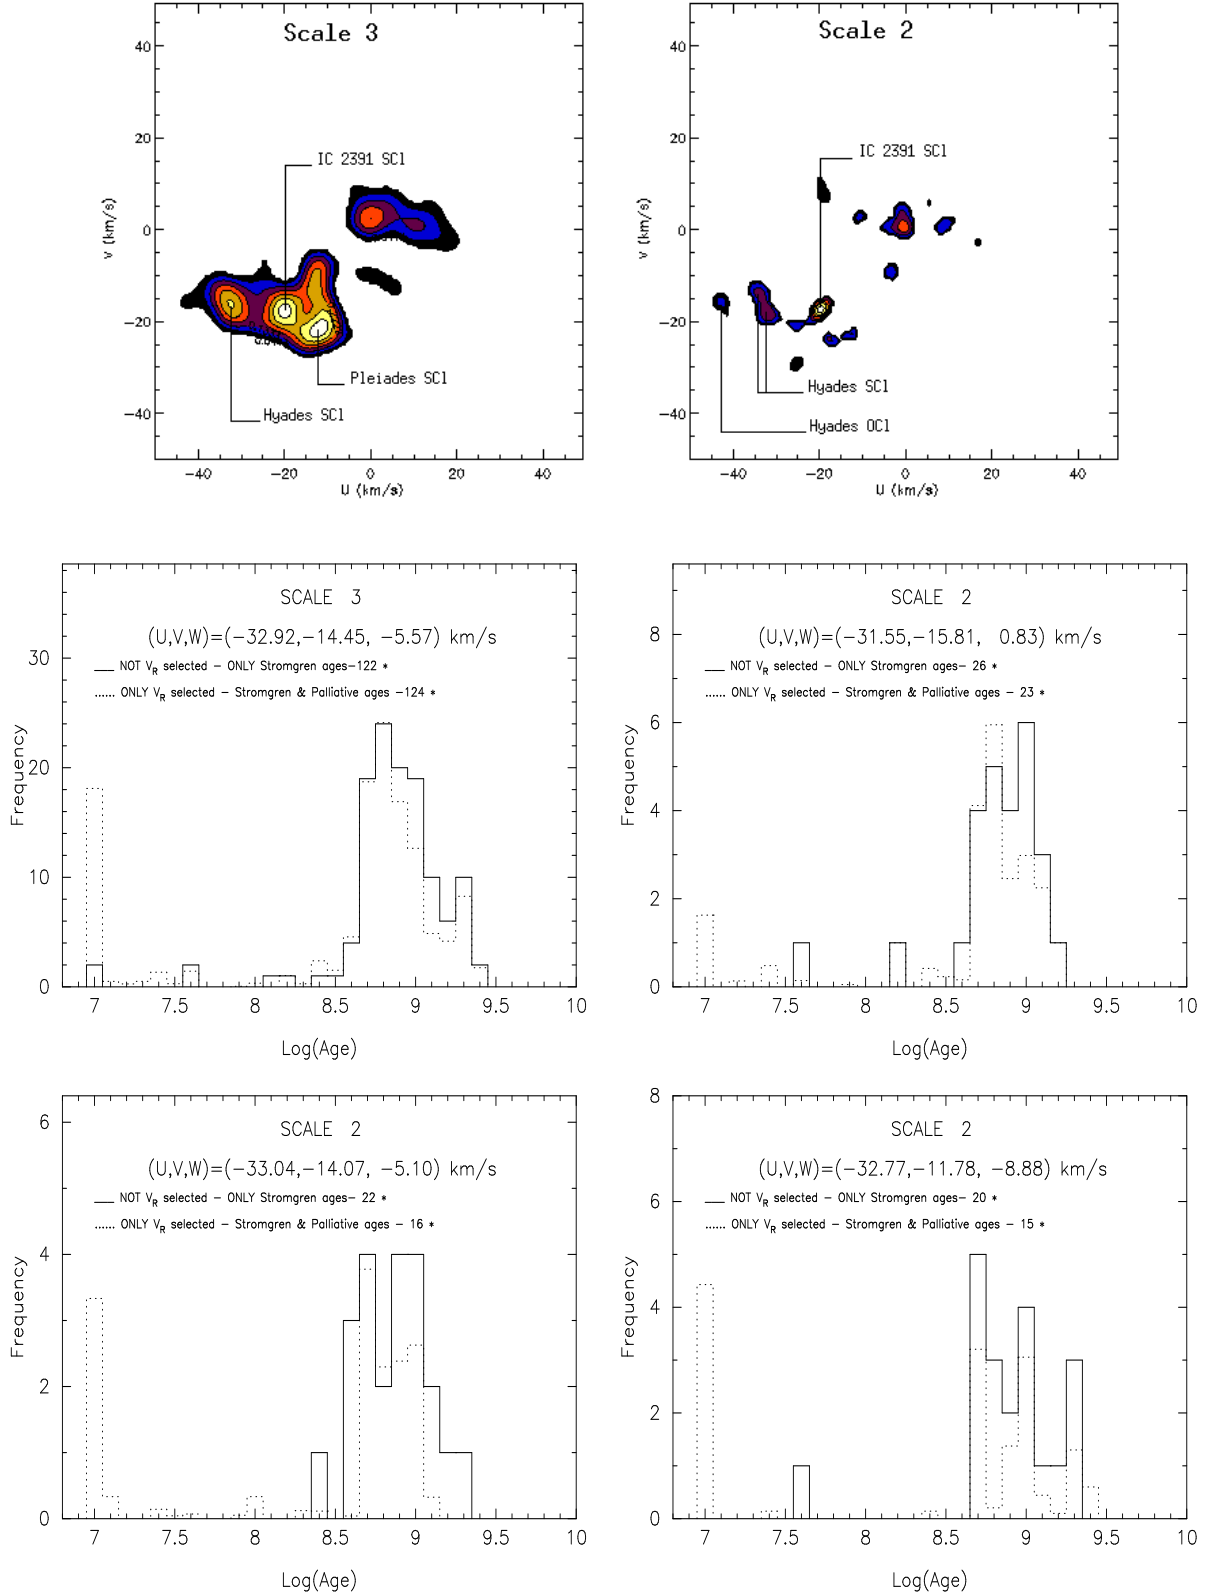 Scale 3
40
20
0
−20
−40
V (km/s)
IC 2391 SCl
Pleiades SCl
Hyades SCl
−40 −20 0 20 40
U (km/s)
Scale 2
40
20
0
−20
−40
V (km/s)
IC 2391 SCl
Hyades SCl
Hyades OCl
−40 −20 0 20 40
U (km/s)
SCALE 3
(U,V,W)=(−32.92,−14.45, −5.57) km/s
NOT VR selected − ONLY Stromgren ages−122 *
ONLY VR selected − Stromgren & Palliative ages −124 *
30
20
10
0
Frequency
7 7.5 8 8.5 9 9.5 10
Log(Age)
SCALE 2
(U,V,W)=(−31.55,−15.81, 0.83) km/s
NOT VR selected − ONLY Stromgren ages− 26 *
ONLY VR selected − Stromgren & Palliative ages − 23 *
8
6
4
2
0
Frequency
7 7.5 8 8.5 9 9.5 10
Log(Age)
SCALE 2
(U,V,W)=(−33.04,−14.07, −5.10) km/s
NOT VR selected − ONLY Stromgren ages− 22 *
ONLY VR selected − Stromgren & Palliative ages − 16 *
6
4
2
0
Frequency
7 7.5 8 8.5 9 9.5 10
Log(Age)
SCALE 2
(U,V,W)=(−32.77,−11.78, −8.88) km/s
NOT VR selected − ONLY Stromgren ages− 20 *
ONLY VR selected − Stromgren & Palliative ages − 15 *
8
6
4
2
0
Frequency
7 7.5 8 8.5 9 9.5 10
Log(Age)